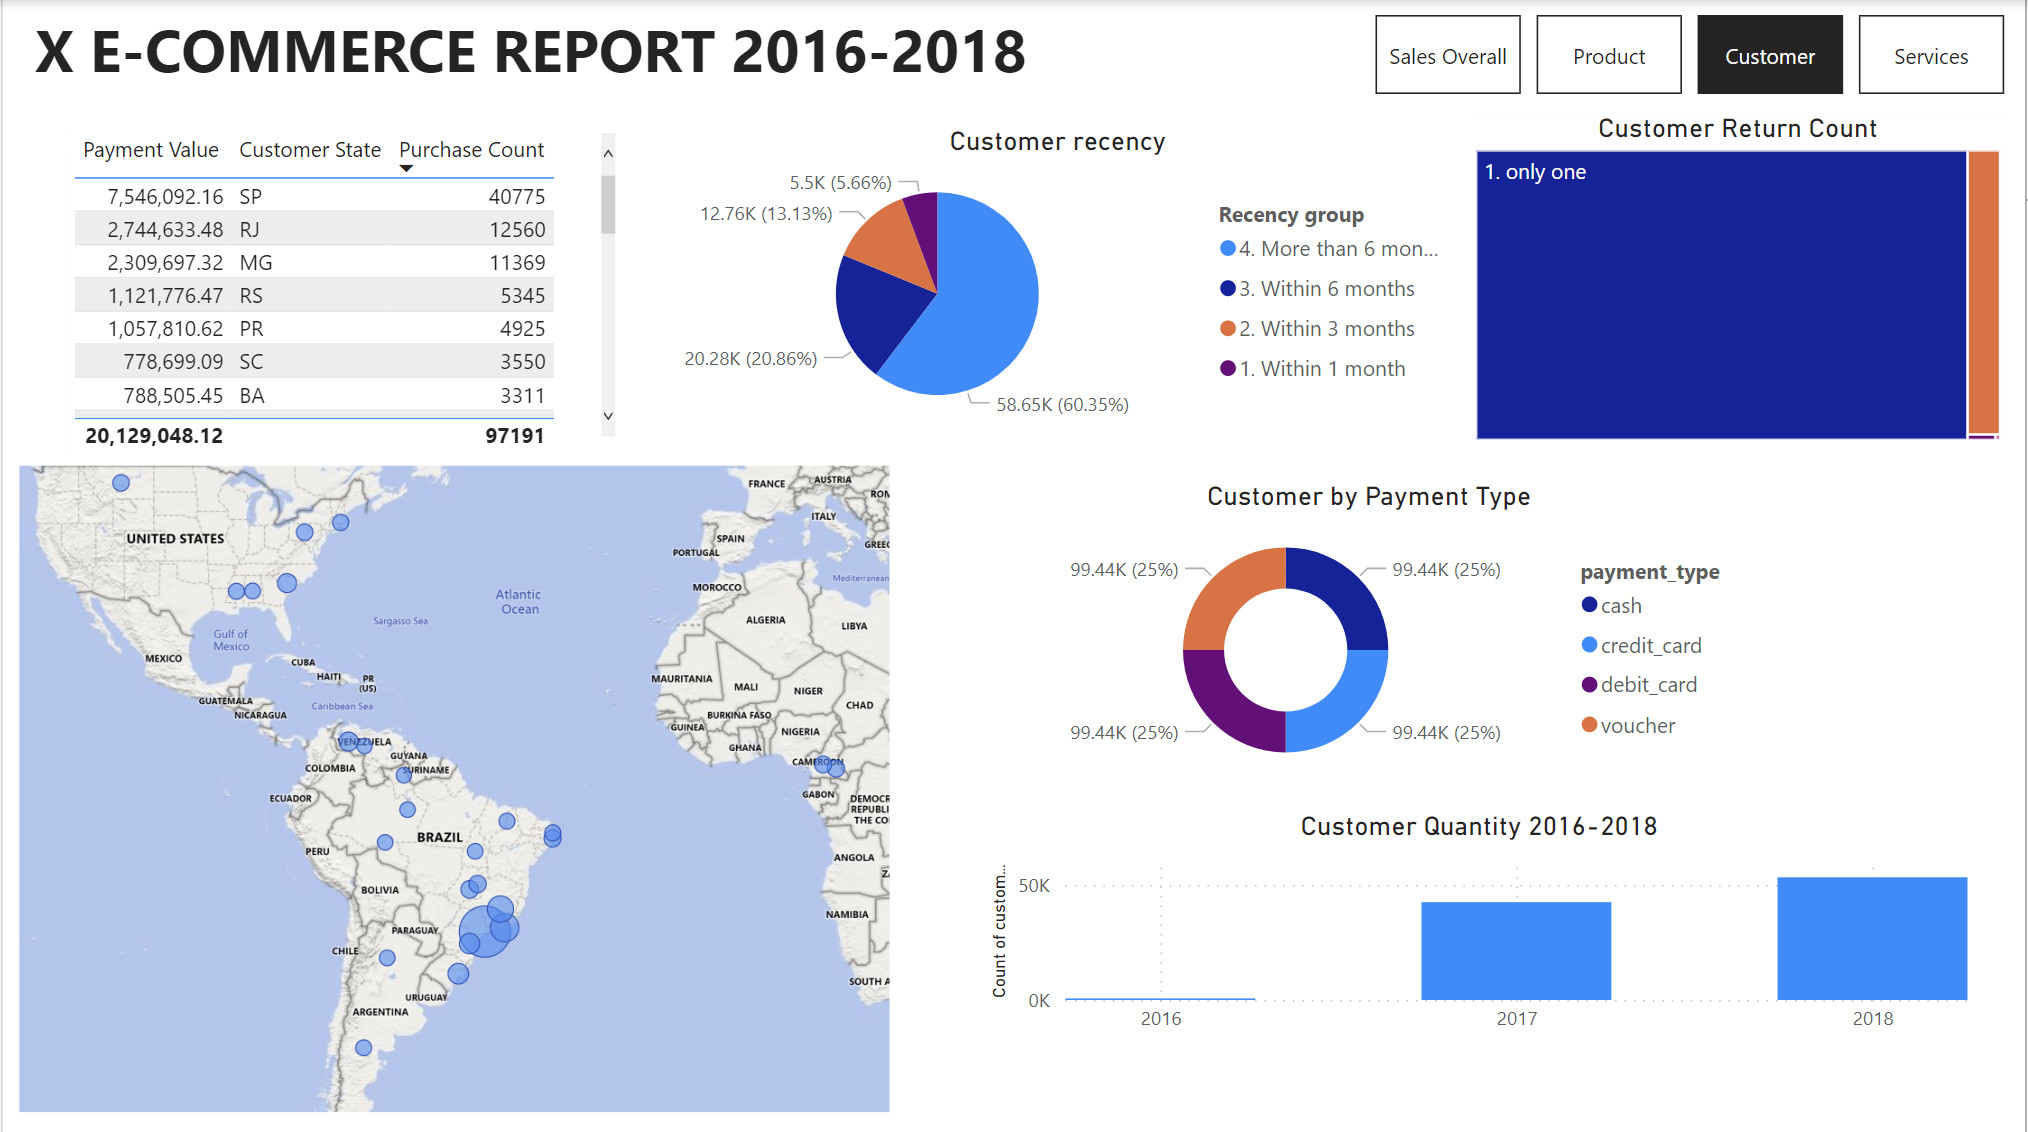 X E-COMMERCE REPORT 2016-2018
Sales Overall
Product
Customer
Services
Payment Value Customer State Purchase Count
7,546,092.16 SP 40775
2,744,633.48 RJ 12560
2,309,697.32 MG 11369
1,121,776.47 RS 5345
1,057,810.62 PR 4925
778,699.09 SC 3550
788,505.45 BA 3311
20,129,048.12 97191
Customer recency
5.5K (5.66%)
12.76K (13.13%)
20.28K (20.86%)
58.65K (60.35%)
Recency group
4. More than 6 mon...
3. Within 6 months
2. Within 3 months
1. Within 1 month
Customer Return Count
1. only one
UNITED STATES
MEXICO
Gulf of
Mexico
CUBA
HAITI
PR
(US)
GUATEMALA
NICARAGUA
Caribbean Sea
Sargasso Sea
Atlantic
Ocean
VENEZUELA
GUYANA
COLOMBIA
SURINAME
ECUADOR
BRAZIL
PERU
BOLIVIA
PARAGUAY
CHILE
URUGUAY
ARGENTINA
FRANCE
AUSTRIA
ROM
ITALY
SPAIN
PORTUGAL
GREEC
Mediterranean
MOROCCO
ALGERIA
LIBYA
MAURITANIA
MALI
NIGER
CHAD
BURKINA FASO
GUINEA
NIGERIA
GHANA
CAMEROON
GABON
DEMOCR
REPUBLI
THE CO
ANGOLA
ZA
NAMIBIA
SOUTH A
Customer by Payment Type
99.44K (25%)
99.44K (25%)
99.44K (25%)
99.44K (25%)
payment_type
cash
credit_card
debit_card
voucher
Customer Quantity 2016-2018
Count of custom...
50K
0K
2016
2017
2018